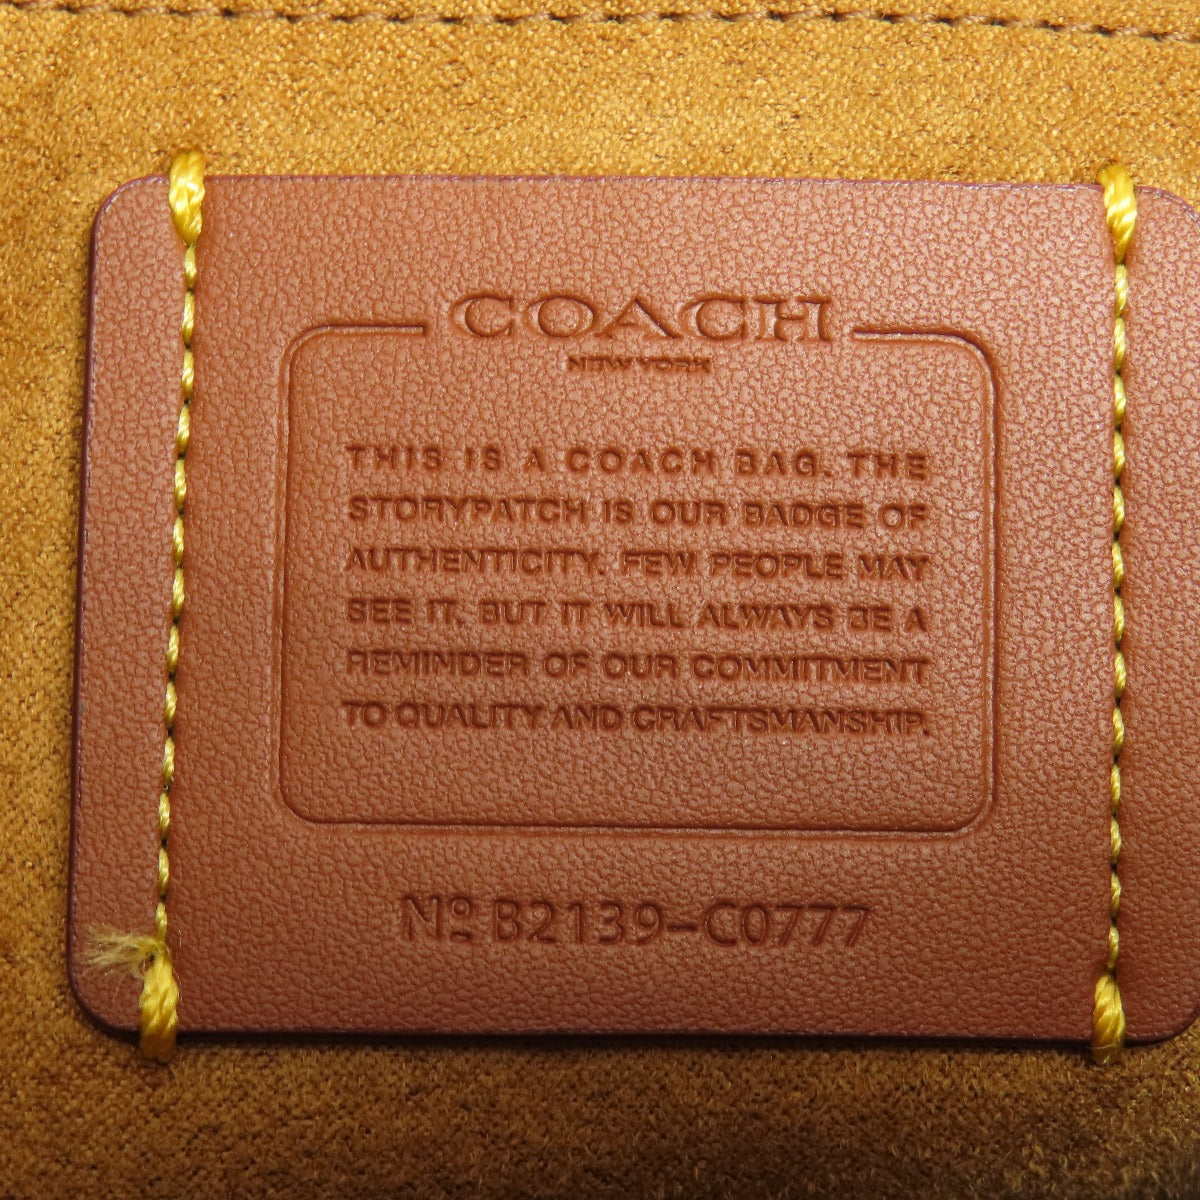 COACH
NEW YORK
THIS IS A COACH BAG. THE
STORYPATCH IS OUR BADGE OF
AUTHENTICITY. FEW PEOPLE MAY
SEE IT, BUT IT WILL ALWAYS BE A
REMINDER OF OUR COMMITMENT
TO QUALITY AND CRAFTSMANSHIP.
Nº B2139-C0777